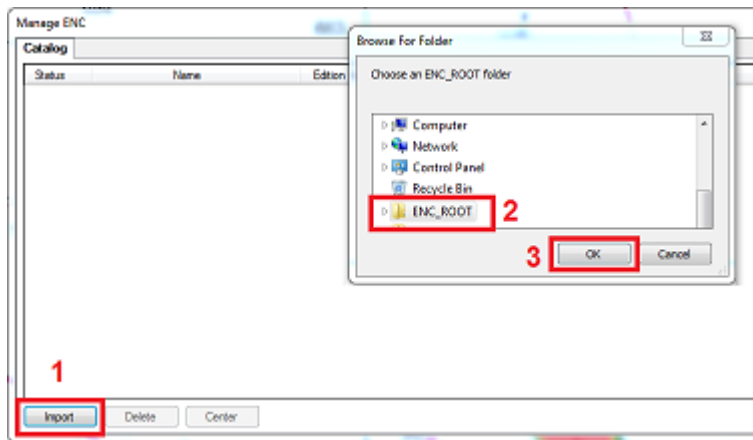 Manage ENC
Catalog
Status Name Edition
Browse For Folder
Choose an ENC_ROOT folder
Computer
Network
Control Panel
Recycle Bin
ENC_ROOT
2
3
OK Cancel
1
Import Delete Center